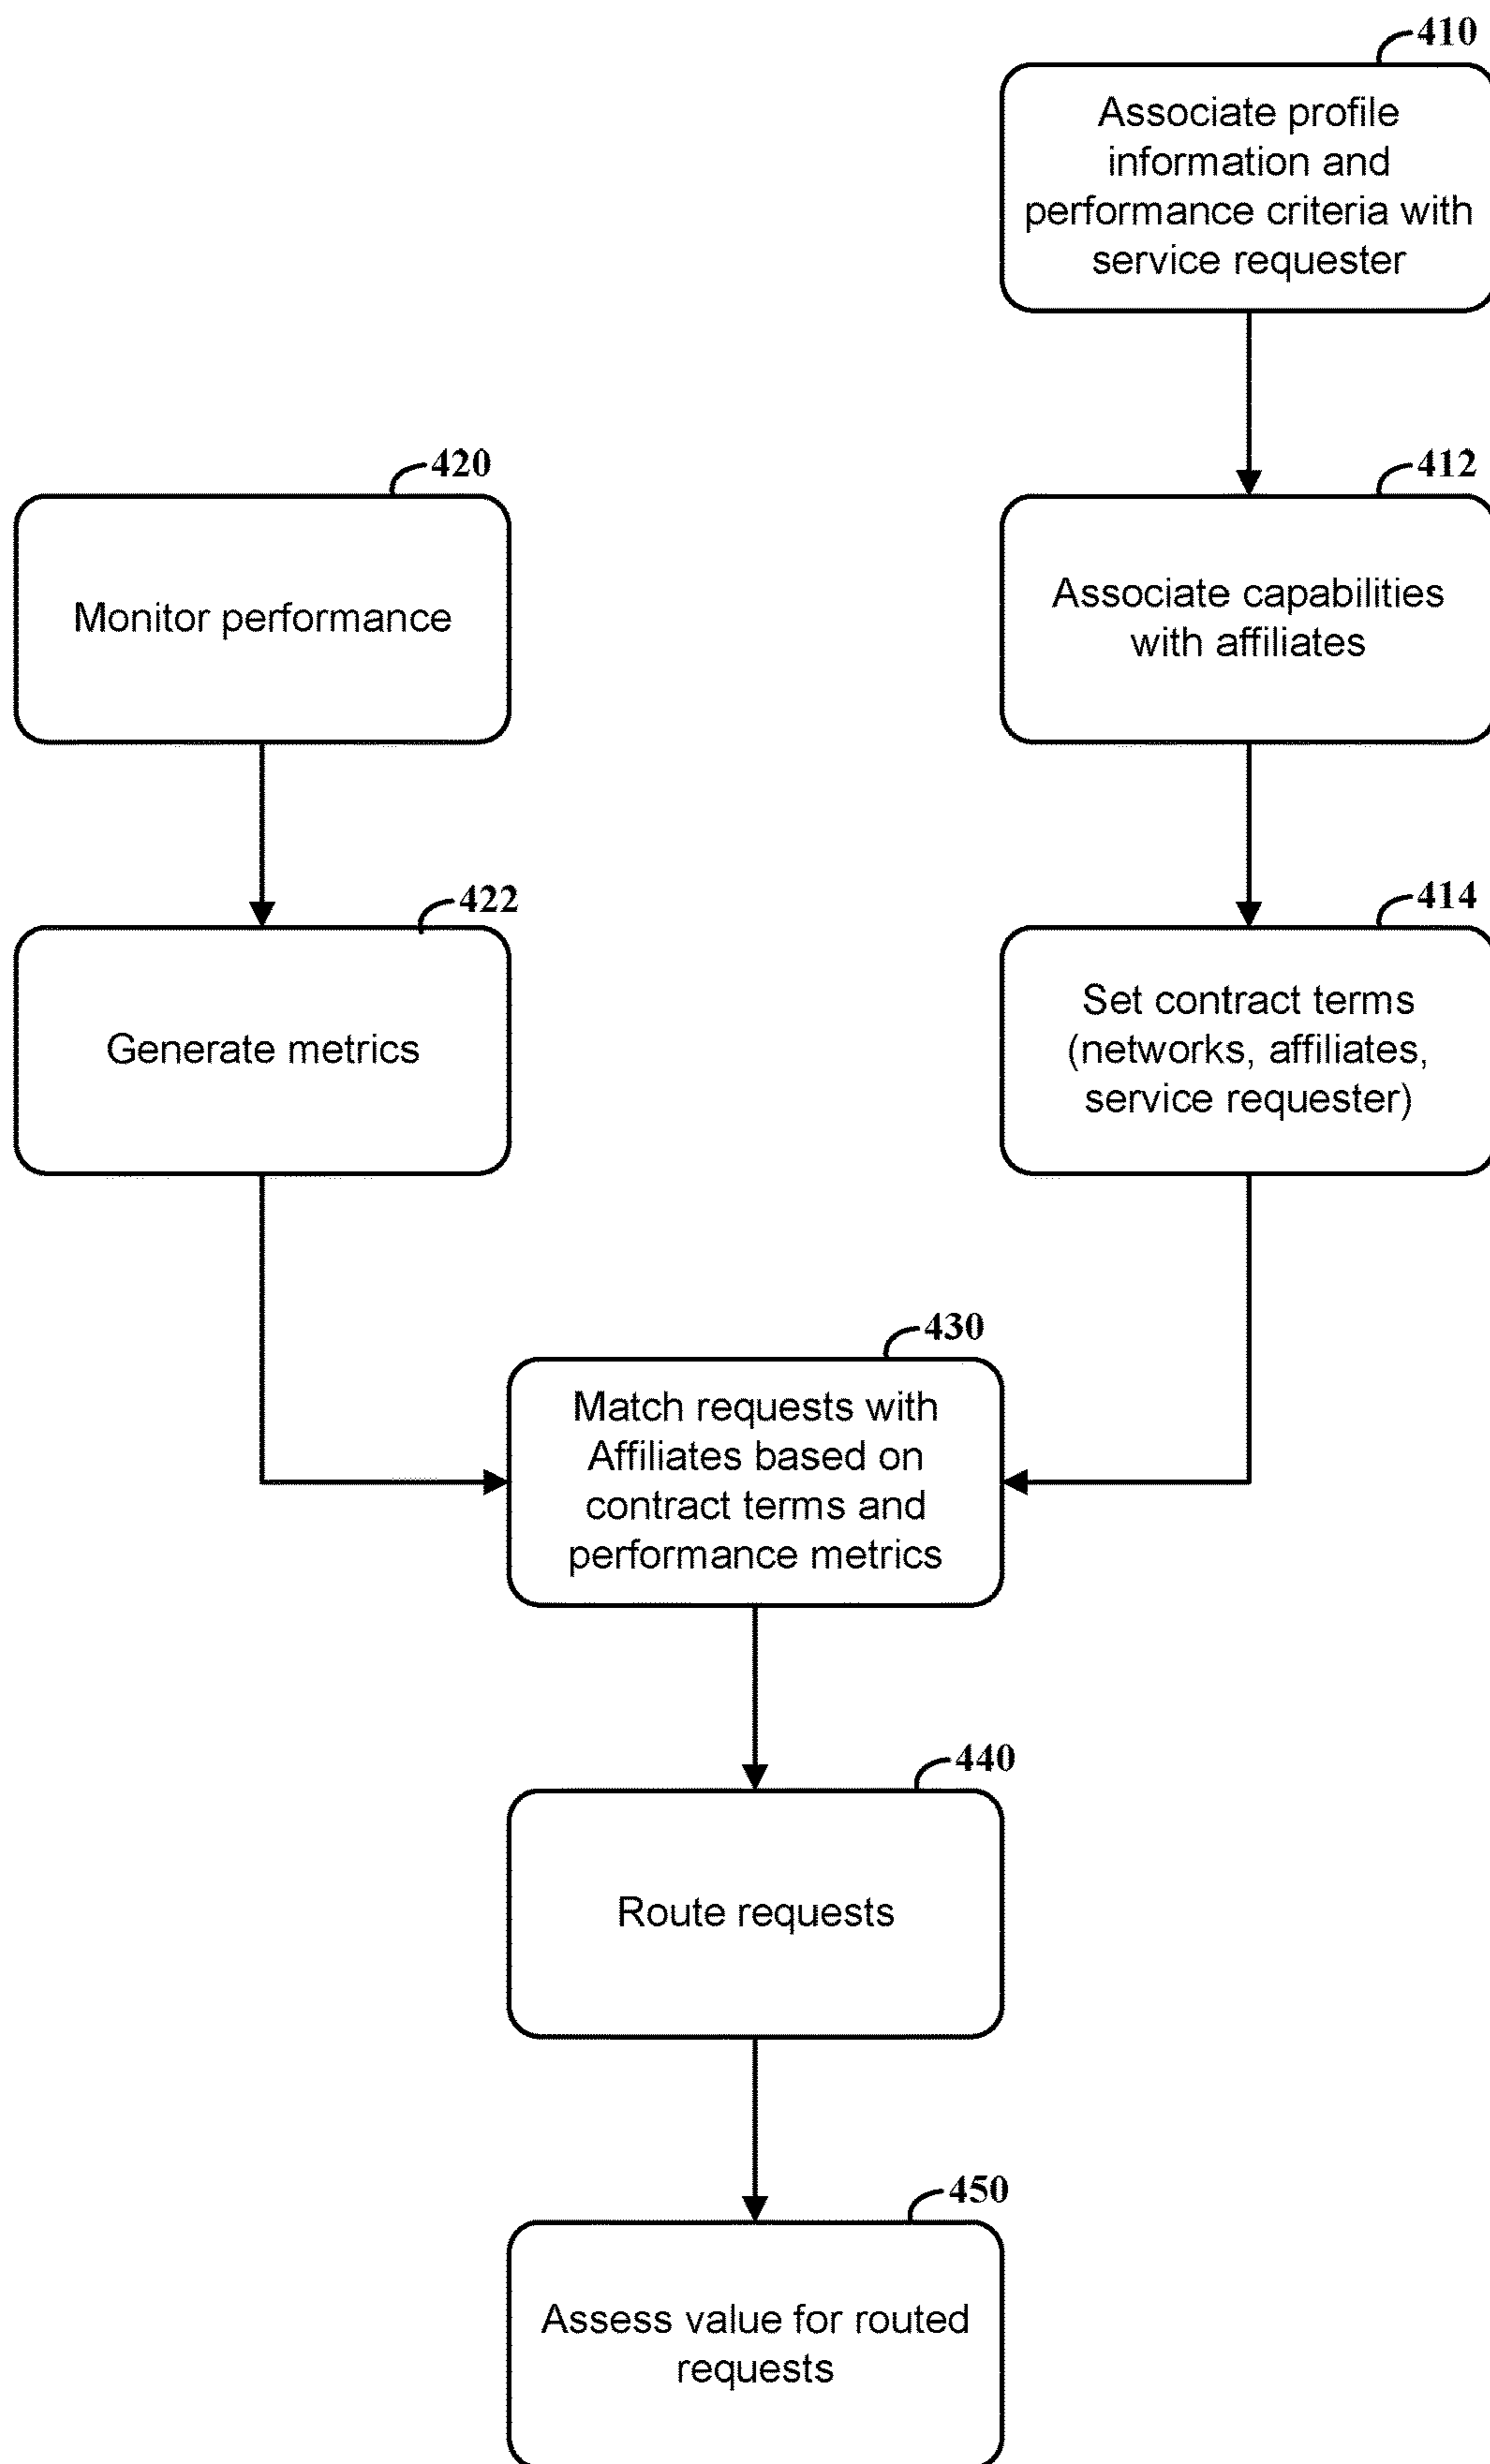 410
Associate profile
information and
performance criteria with
service requester
420
Monitor performance
412
Associate capabilities
with affiliates
422
Generate metrics
414
Set contract terms
(networks, affiliates,
service requester)
430
Match requests with
Affiliates based on
contract terms and
performance metrics
440
Route requests
450
Assess value for routed
requests